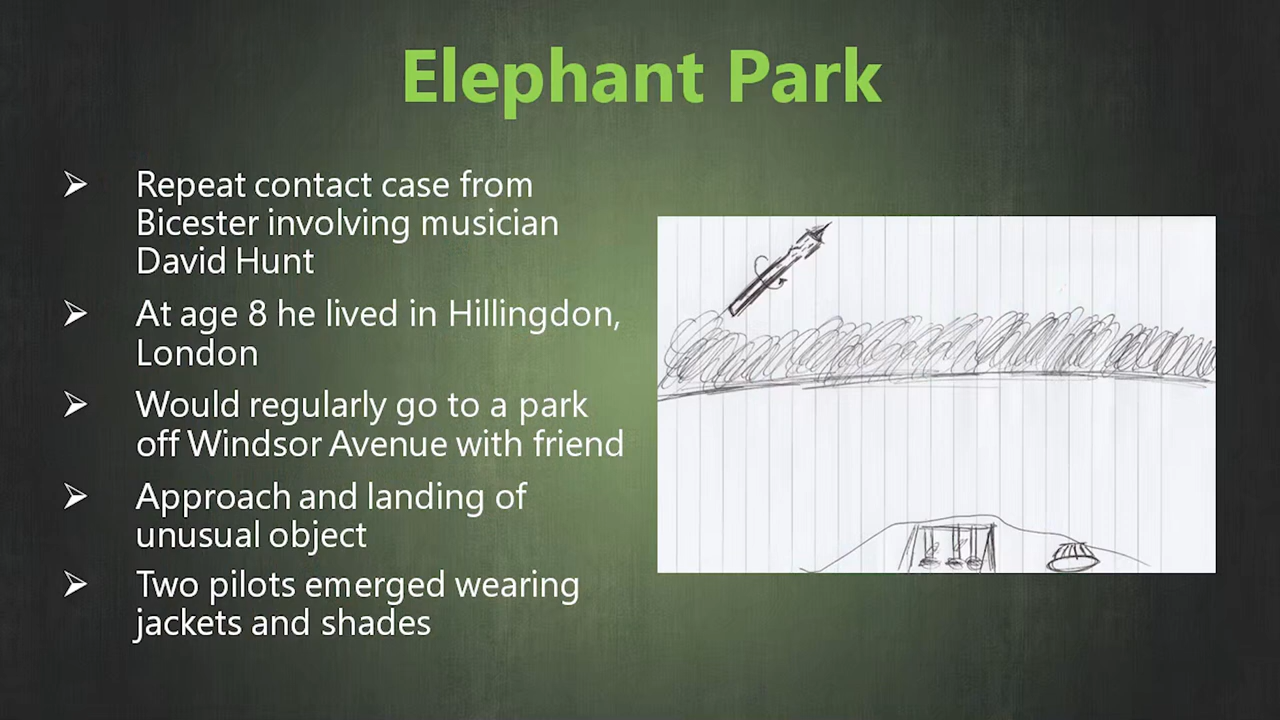 Elephant Park
Repeat contact case from
Bicester involving musician
David Hunt
At age 8 he lived in Hillingdon,
London
Would regularly go to a park
off Windsor Avenue with friend
Approach and landing of
unusual object
Two pilots emerged wearing
jackets and shades